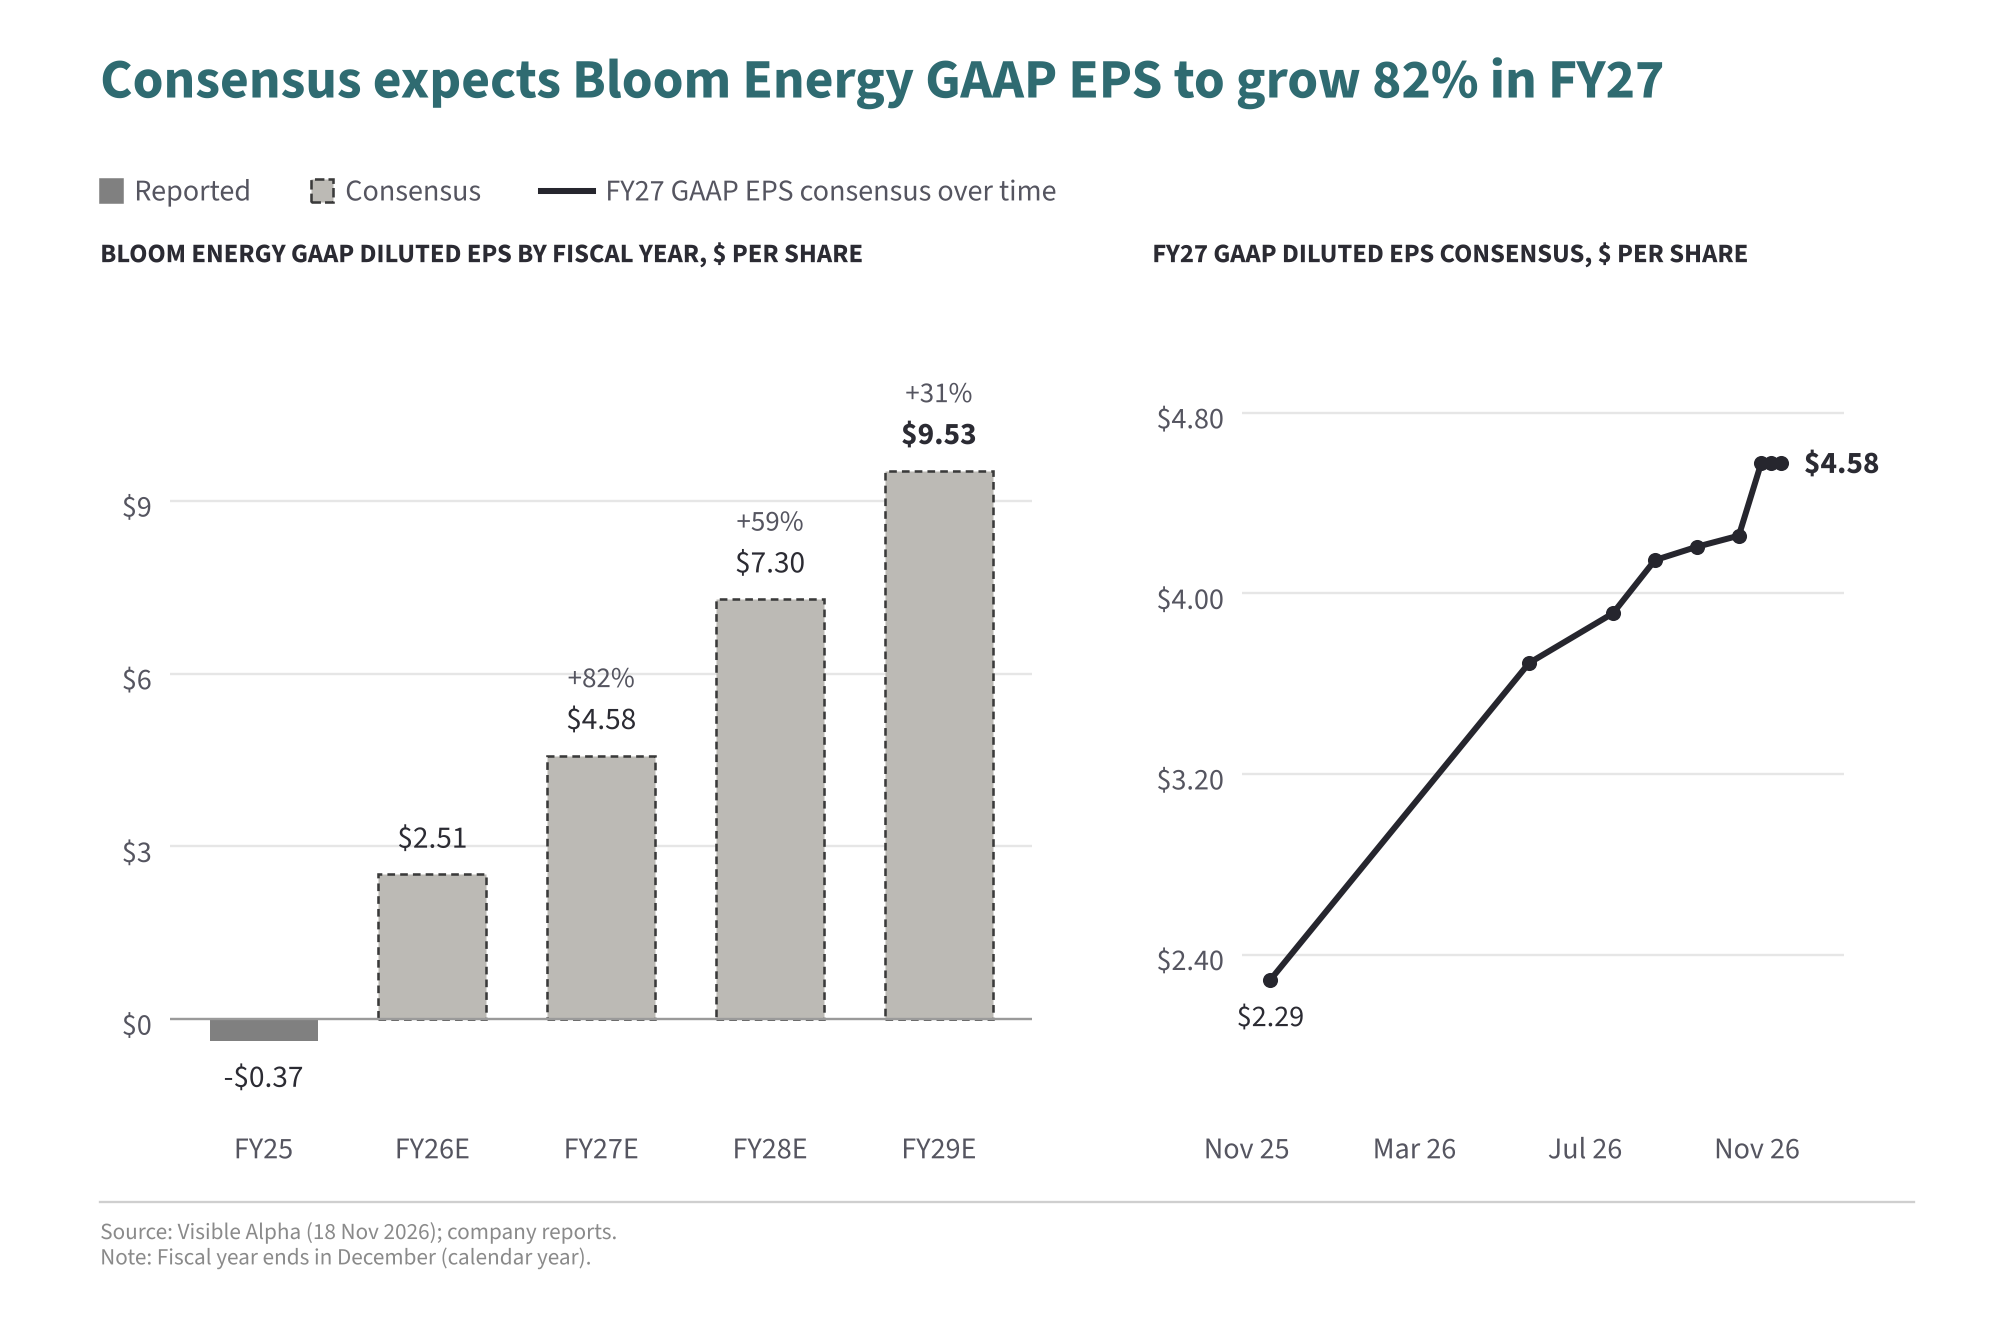 Consensus expects Bloom Energy GAAP EPS to grow 82% in FY27
Reported
Consensus
FY27 GAAP EPS consensus over time
BLOOM ENERGY GAAP DILUTED EPS BY FISCAL YEAR, $ PER SHARE
+31%
$9.53
$9
+59%
$7.30
$6
+82%
$4.58
$3
$2.51
$0
-$0.37
FY25
FY26E
FY27E
FY28E
FY29E
FY27 GAAP DILUTED EPS CONSENSUS, $ PER SHARE
$4.80
$4.58
$4.00
$3.20
$2.40
$2.29
Nov 25
Mar 26
Jul 26
Nov 26
Source: Visible Alpha (18 Nov 2026); company reports.
Note: Fiscal year ends in December (calendar year).